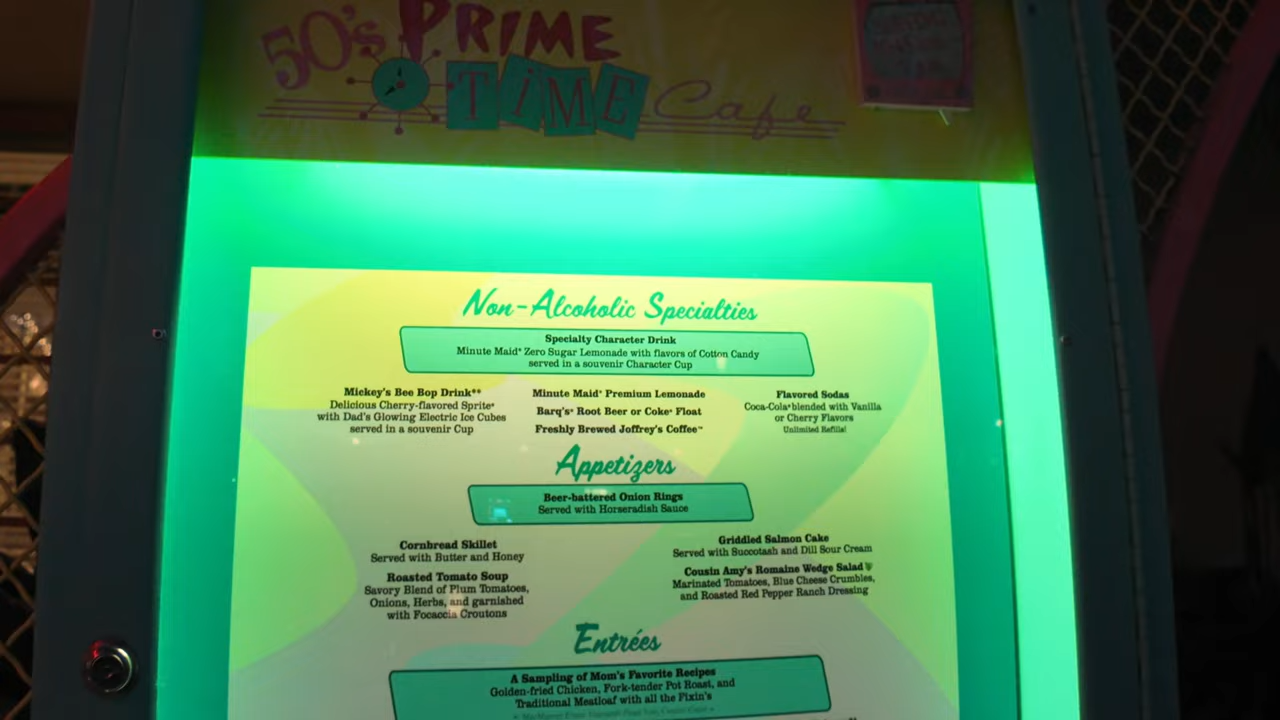 50's PRIME
TiME Cafe
Non-Alcoholic Specialties
Specialty Character Drink
Minute Maid® Zero Sugar Lemonade with flavors of Cotton Candy
served in a souvenir Character Cup
Mickey's Bee Bop Drink**
Delicious Cherry-flavored Sprite®
with Dad's Glowing Electric Ice Cubes
served in a souvenir Cup
Minute Maid® Premium Lemonade
Barq's® Root Beer or Coke® Float
Freshly Brewed Joffrey's Coffee™
Flavored Sodas
Coca-Cola® blended with Vanilla
or Cherry Flavors
Unlimited Refills!
Appetizers
Beer-battered Onion Rings
Served with Horseradish Sauce
Cornbread Skillet
Served with Butter and Honey
Roasted Tomato Soup
Savory Blend of Plum Tomatoes,
Onions, Herbs, and garnished
with Focaccia Croutons
Griddled Salmon Cake
Served with Succotash and Dill Sour Cream
Cousin Amy's Romaine Wedge Salad
Marinated Tomatoes, Blue Cheese Crumbles,
and Roasted Red Pepper Ranch Dressing
Entrées
A Sampling of Mom's Favorite Recipes
Golden-fried Chicken, Fork-tender Pot Roast, and
Traditional Meatloaf with all the Fixin's